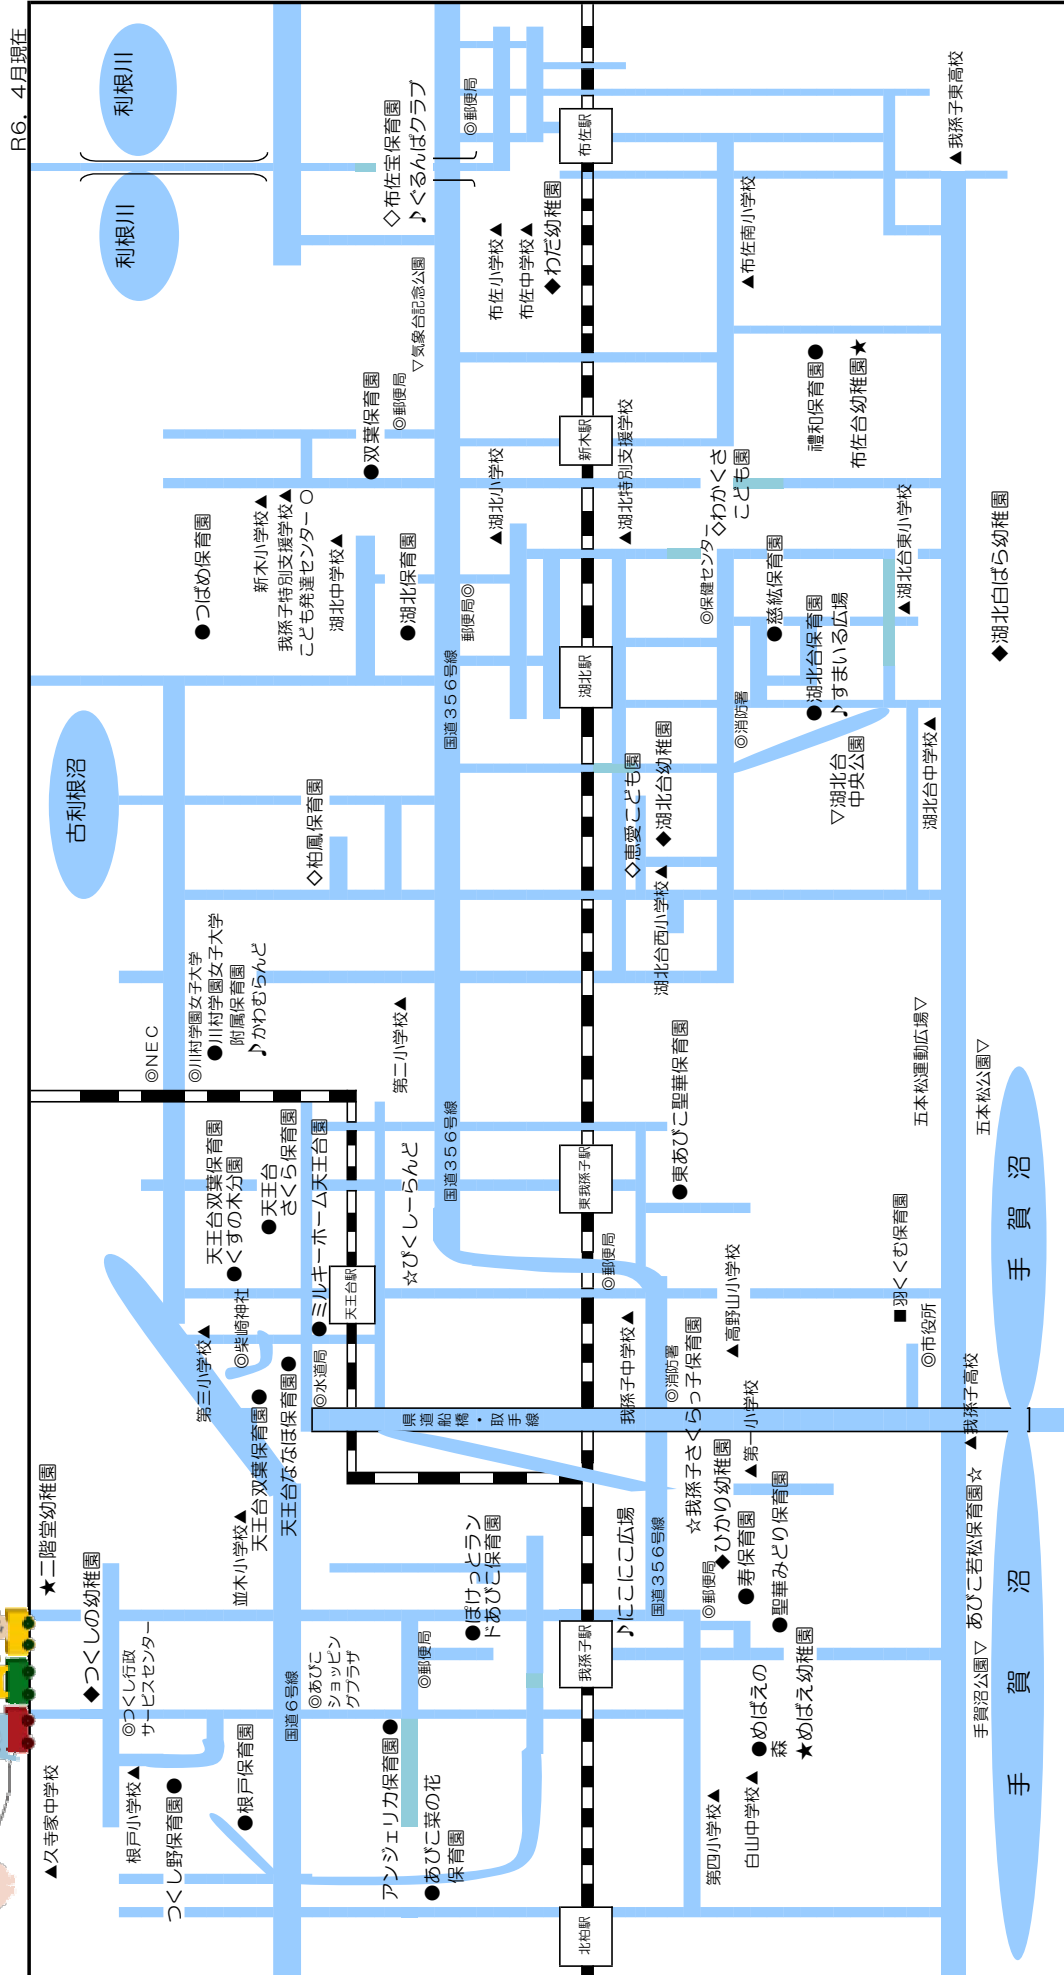 R6．4月現在
利根川
利根川
古利根沼
◇布佐宝保育園
♪ぐるんぱクラブ
◎郵便局
布佐駅
▲我孫子東高校
布佐小学校▲
布佐中学校▲
◆わだ幼稚園
▲布佐南小学校
▽気象台記念公園
●双葉保育園
◎郵便局
新木駅
禮和保育園●
布佐台幼稚園★
●つばめ保育園
新木小学校▲
我孫子特別支援学校▲
こども発達センター○
湖北中学校▲
●湖北保育園
▲湖北小学校
郵便局◎
▲湖北特別支援学校
◇わかくさ
こども園
◎保健センター
●慈紘保育園
●湖北台保育園
♪すまいる広場
▲湖北台東小学校
◆湖北白ばら幼稚園
国道356号線
湖北駅
◎消防署
◇恵愛こども園
◆湖北台幼稚園
湖北台西小学校▲
▽湖北台
中央公園
湖北台中学校▲
◇柏鳳保育園
◎NEC
◎川村学園女子大学
●川村学園女子大学
附属保育園
♪かわむらんど
第二小学校▲
国道356号線
五本松運動広場▽
五本松公園▽
●東あびこ聖華保育園
東我孫子駅
天王台双葉保育園
●くすの木分園
●天王台
さくら保育園
●ミルキーホーム天王台園
☆ぴくしーらんど
天王台駅
◎郵便局
■羽くくむ保育園
◎市役所
手賀沼
▲高野山小学校
第三小学校▲
◎柴崎神社
◎水道局
県道船橋・取手線
我孫子中学校▲
◎消防署
☆我孫子さくらっ子保育園
▲第一小学校
▲我孫子高校
天王台双葉保育園●
天王台ななほ保育園●
並木小学校▲
★二階堂幼稚園
◆つくしの幼稚園
◎つくし野行政
サービスセンター
国道6号線
◎あびこ
ショッピン
グプラザ
◎郵便局
●ぽけっとラン
ドあびこ保育園
♪にこにこ広場
国道356号線
我孫子駅
◆ひかり幼稚園
◎郵便局
●寿保育園
●聖華みどり保育園
●めばえの
森
★めばえ幼稚園
あびこ若松保育園☆
手賀沼公園▽
手賀沼
▲久寺家中学校
根戸小学校▲
つくし野保育園●
●根戸保育園
アンジェリカ保育園●
●あびこ菜の花
保育園
第四小学校▲
白山中学校▲
北柏駅